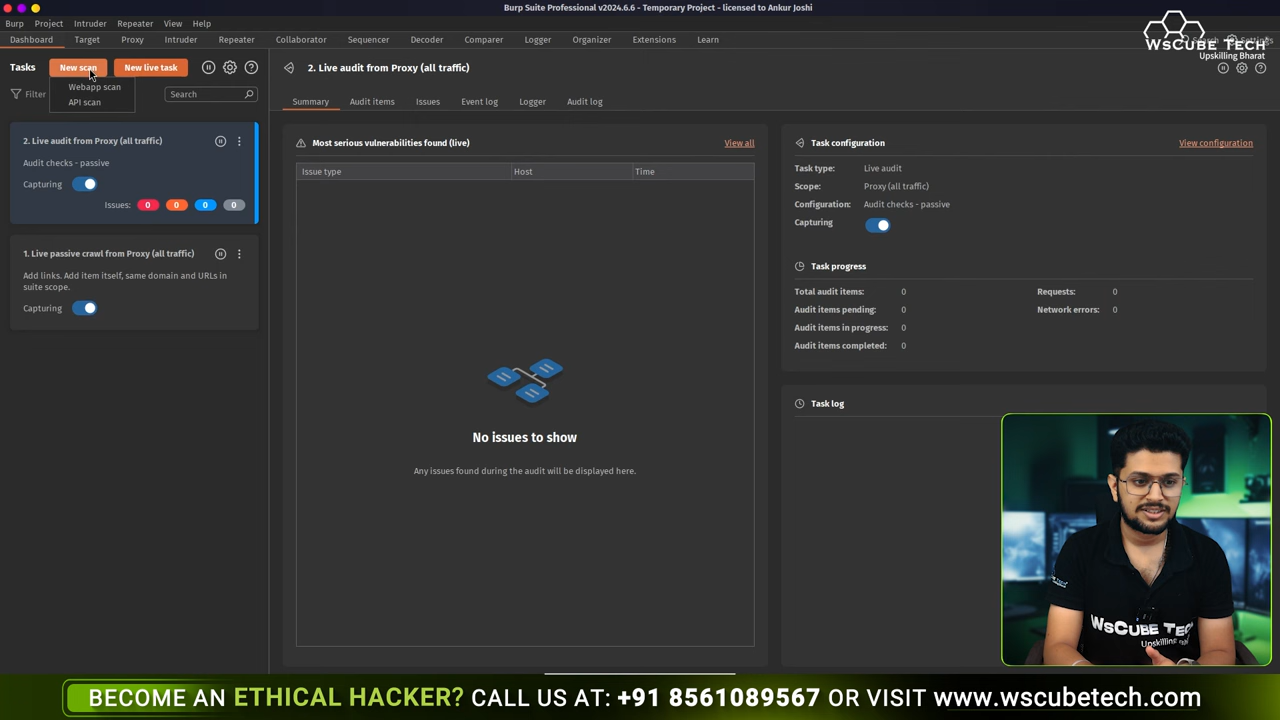 Burp Suite Professional v2024.6.6 - Temporary Project - licensed to Ankur Joshi
Burp Project Intruder Repeater View Help
Dashboard Target Proxy Intruder Repeater Collaborator Sequencer Decoder Comparer Logger Organizer Extensions Learn
WsCUBE TECH
Upskilling Bharat
Tasks New scan New live task
Webapp scan
API scan
Filter Search
2. Live audit from Proxy (all traffic)
Audit checks - passive
Capturing
Issues: 0 0 0 0
1. Live passive crawl from Proxy (all traffic)
Add links. Add item itself, same domain and URLs in
suite scope.
Capturing
2. Live audit from Proxy (all traffic)
Summary Audit items Issues Event log Logger Audit log
Most serious vulnerabilities found (live) View all
Issue type Host Time
No issues to show
Any issues found during the audit will be displayed here.
Task configuration View configuration
Task type: Live audit
Scope: Proxy (all traffic)
Configuration: Audit checks - passive
Capturing
Task progress
Total audit items: 0 Requests: 0
Audit items pending: 0 Network errors: 0
Audit items in progress: 0
Audit items completed: 0
Task log
WsCUBE TECH
BECOME AN ETHICAL HACKER? CALL US AT: +91 8561089567 OR VISIT www.wscubetech.com